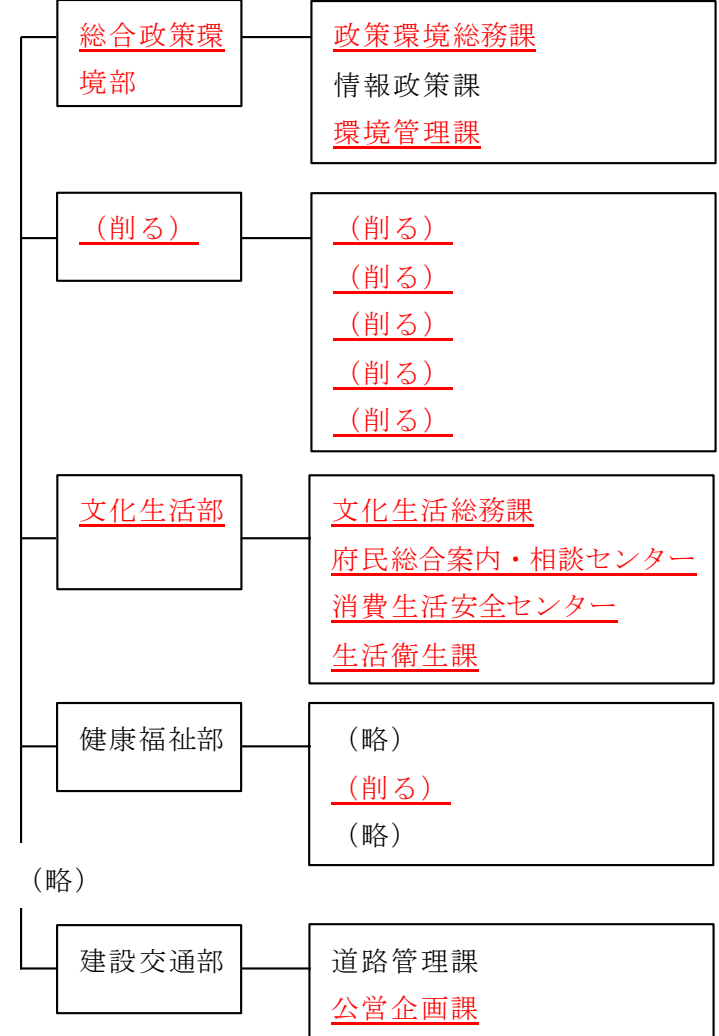 総合政策環
境部
政策環境総務課
情報政策課
環境管理課
（削る）
（削る）
（削る）
（削る）
（削る）
（削る）
文化生活部
文化生活総務課
府民総合案内・相談センター
消費生活安全センター
生活衛生課
健康福祉部
（略）
（削る）
（略）
（略）
建設交通部
道路管理課
公営企画課